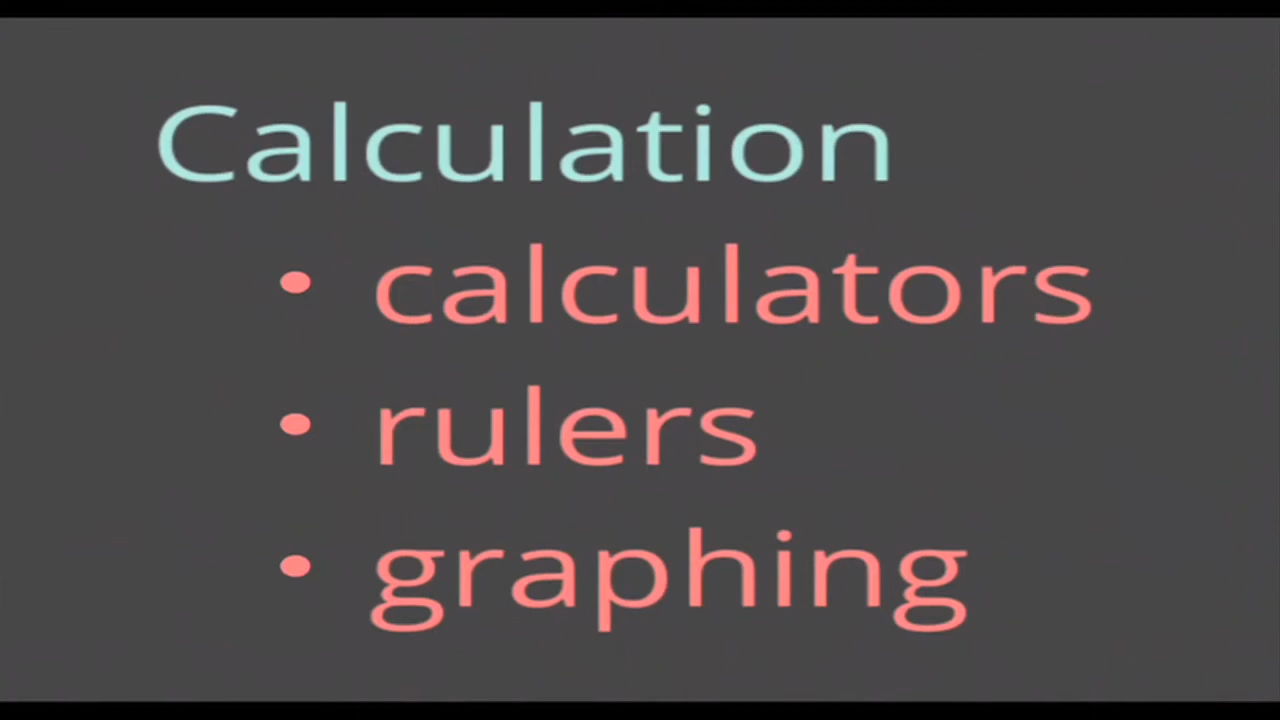 Calculation
• calculators
• rulers
• graphing